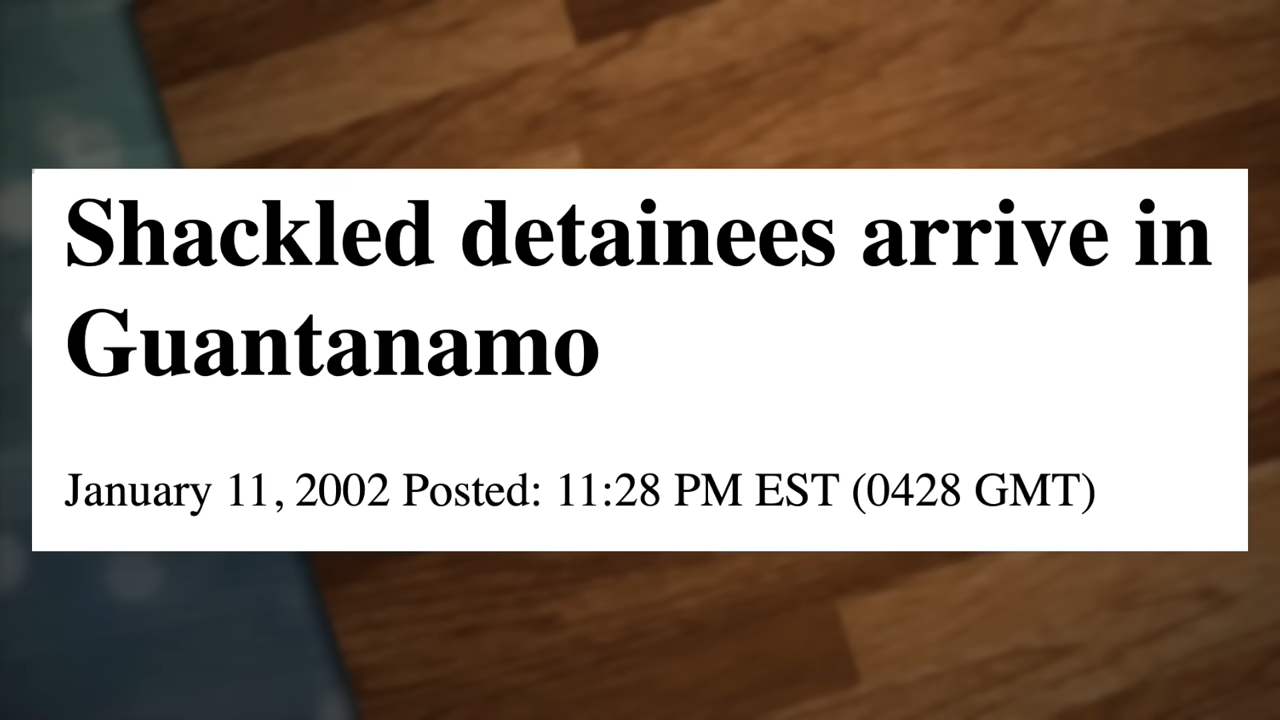 Shackled detainees arrive in
Guantanamo
January 11, 2002 Posted: 11:28 PM EST (0428 GMT)